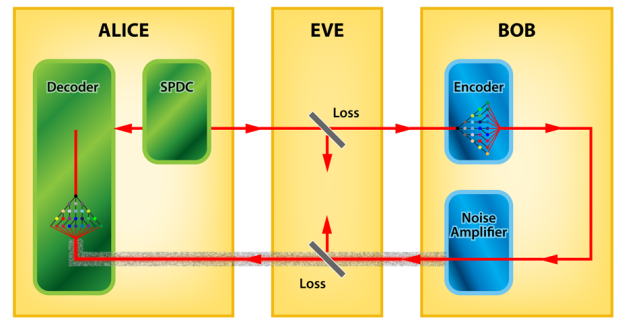 ALICE
EVE
BOB
Decoder
SPDC
Loss
Encoder
Noise
Amplifier
Loss